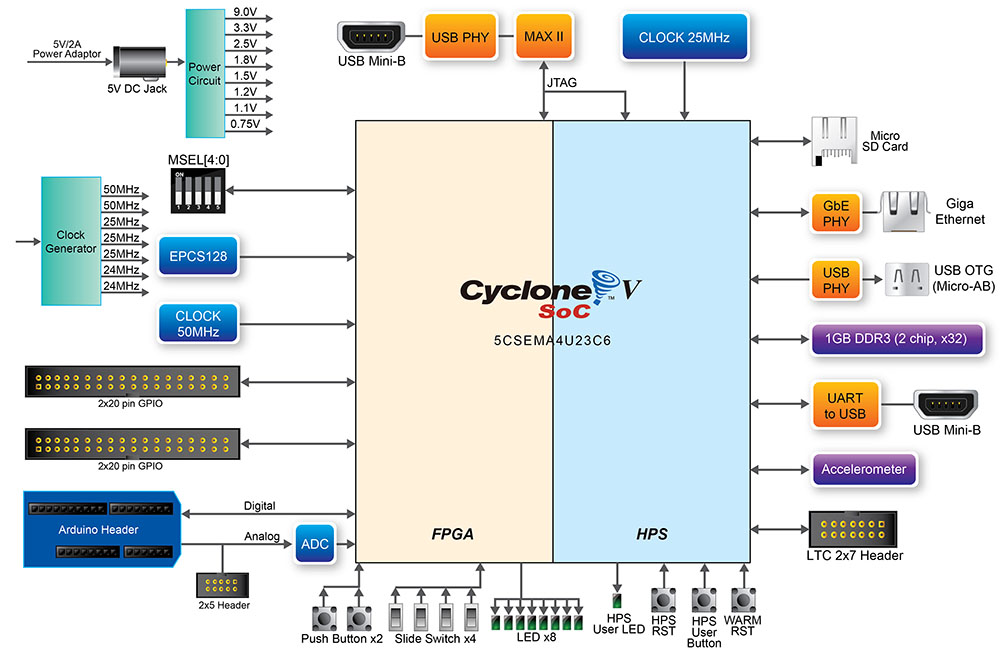 5V/2A
Power Adaptor
5V DC Jack
Power
Circuit
9.0V
3.3V
2.5V
1.8V
1.5V
1.2V
1.1V
0.75V
USB Mini-B
USB PHY
MAX II
JTAG
CLOCK 25MHz
MSEL[4:0]
ON
1 2 3 4 5
Clock
Generator
50MHz
50MHz
25MHz
25MHz
25MHz
24MHz
24MHz
EPCS128
CLOCK
50MHz
2x20 pin GPIO
2x20 pin GPIO
Arduino Header
Digital
Analog
ADC
2x5 Header
Cyclone V
TM
SoC
5CSEMA4U23C6
FPGA
HPS
Micro
SD Card
GbE
PHY
Giga
Ethernet
USB
PHY
USB OTG
(Micro-AB)
1GB DDR3 (2 chip, x32)
UART
to USB
USB Mini-B
Accelerometer
LTC 2x7 Header
Push Button x2
Slide Switch x4
LED x8
HPS
User LED
HPS
RST
HPS
User
Button
WARM
RST